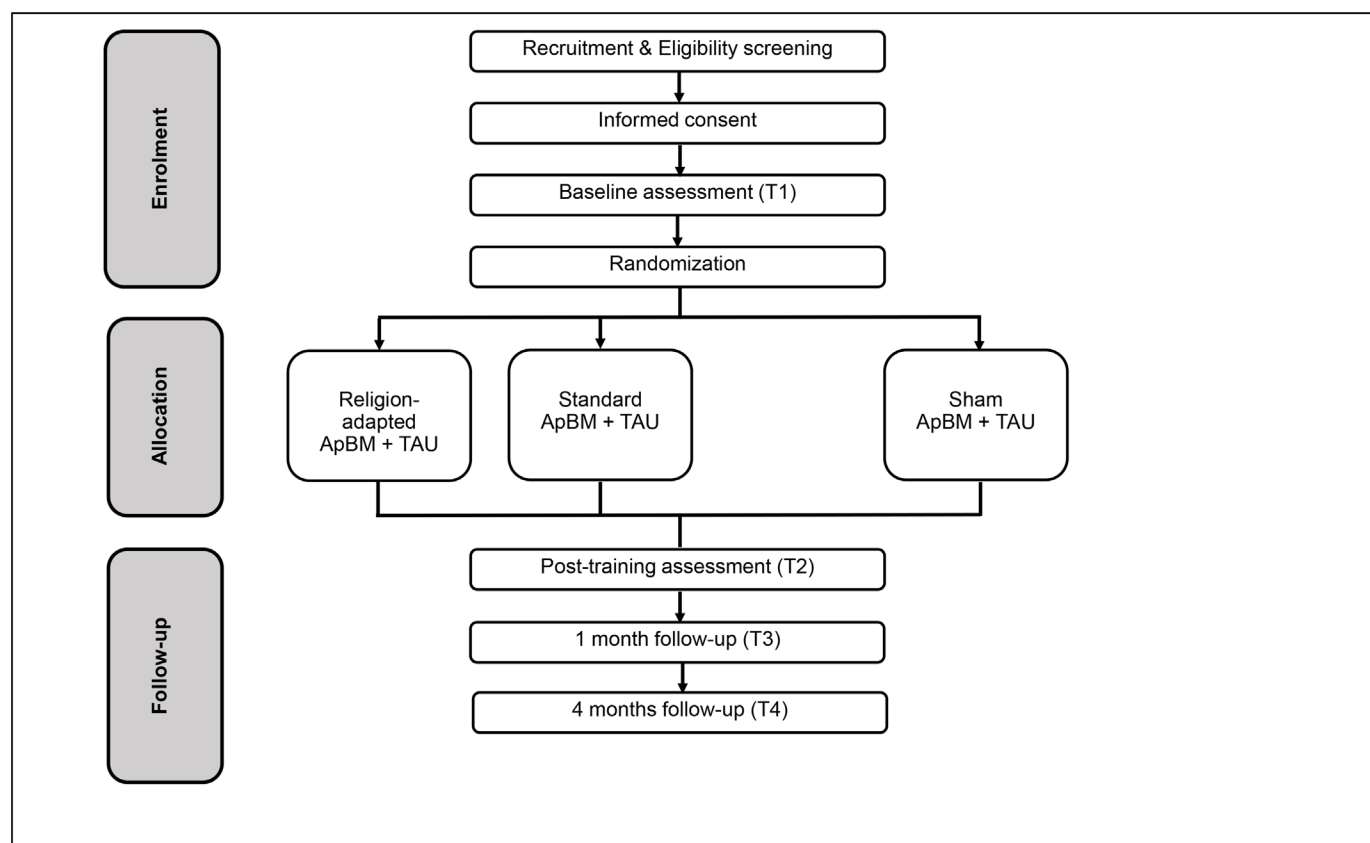 Enrolment
Recruitment & Eligibility screening
Informed consent
Baseline assessment (T1)
Randomization
Allocation
Religion-
adapted
ApBM + TAU
Standard
ApBM + TAU
Sham
ApBM + TAU
Follow-up
Post-training assessment (T2)
1 month follow-up (T3)
4 months follow-up (T4)